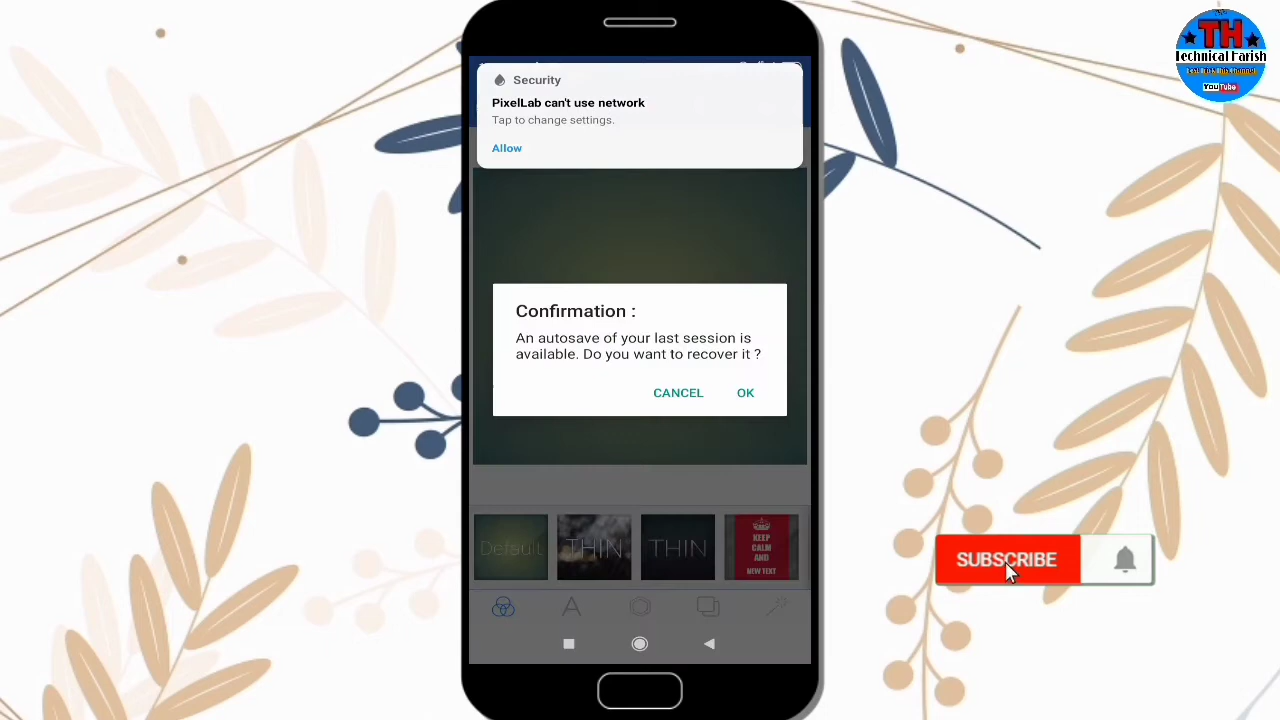 TH
Technical Harish
YouTube
Security
PixelLab can't use network
Tap to change settings.
Allow
Confirmation :
An autosave of your last session is
available. Do you want to recover it ?
CANCEL OK
Default
THIN
THIN
KEEP
CALM
AND
NEW TEXT
SUBSCRIBE